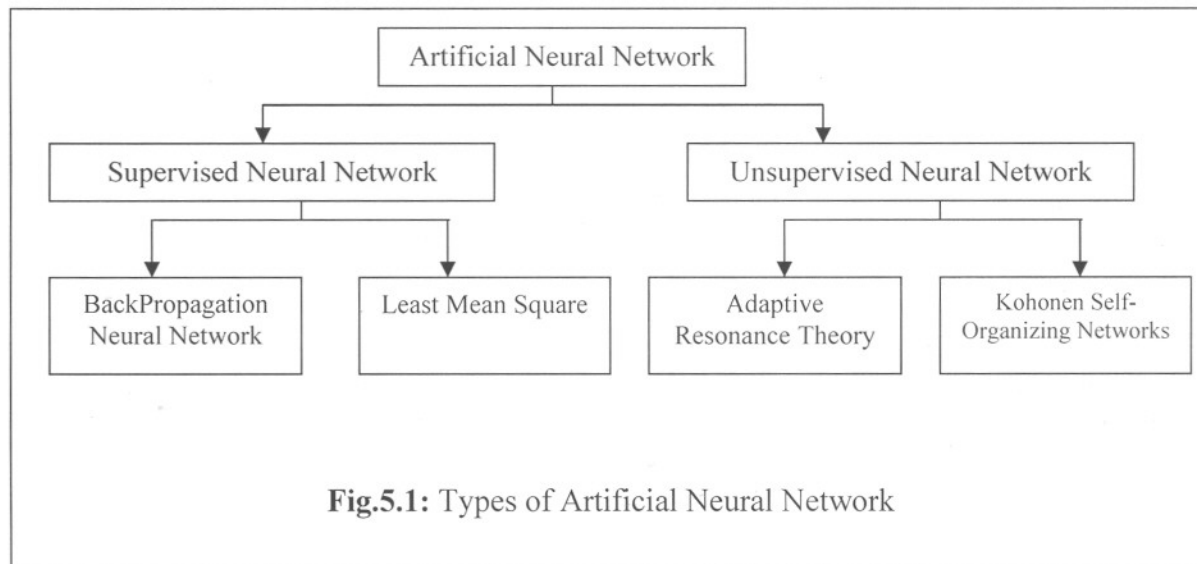 Artificial Neural Network
Supervised Neural Network
Unsupervised Neural Network
BackPropagation
Neural Network
Least Mean Square
Adaptive
Resonance Theory
Kohonen Self-
Organizing Networks
Fig.5.1: Types of Artificial Neural Network